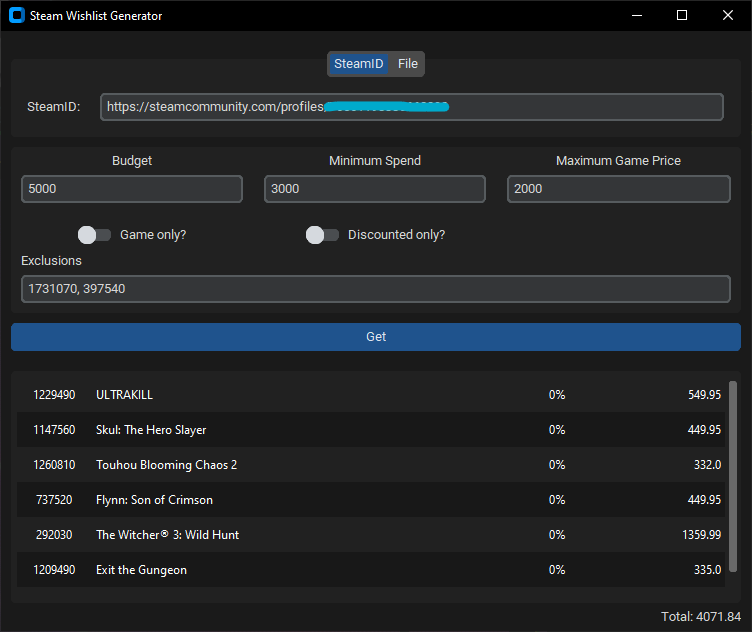 Steam Wishlist Generator
SteamID File
SteamID: https://steamcommunity.com/profiles
Budget Minimum Spend Maximum Game Price
5000 3000 2000
Game only? Discounted only?
Exclusions
1731070, 397540
Get
1229490 ULTRAKILL 0% 549.95
1147560 Skul: The Hero Slayer 0% 449.95
1260810 Touhou Blooming Chaos 2 0% 332.0
737520 Flynn: Son of Crimson 0% 449.95
292030 The Witcher® 3: Wild Hunt 0% 1359.99
1209490 Exit the Gungeon 0% 335.0
Total: 4071.84